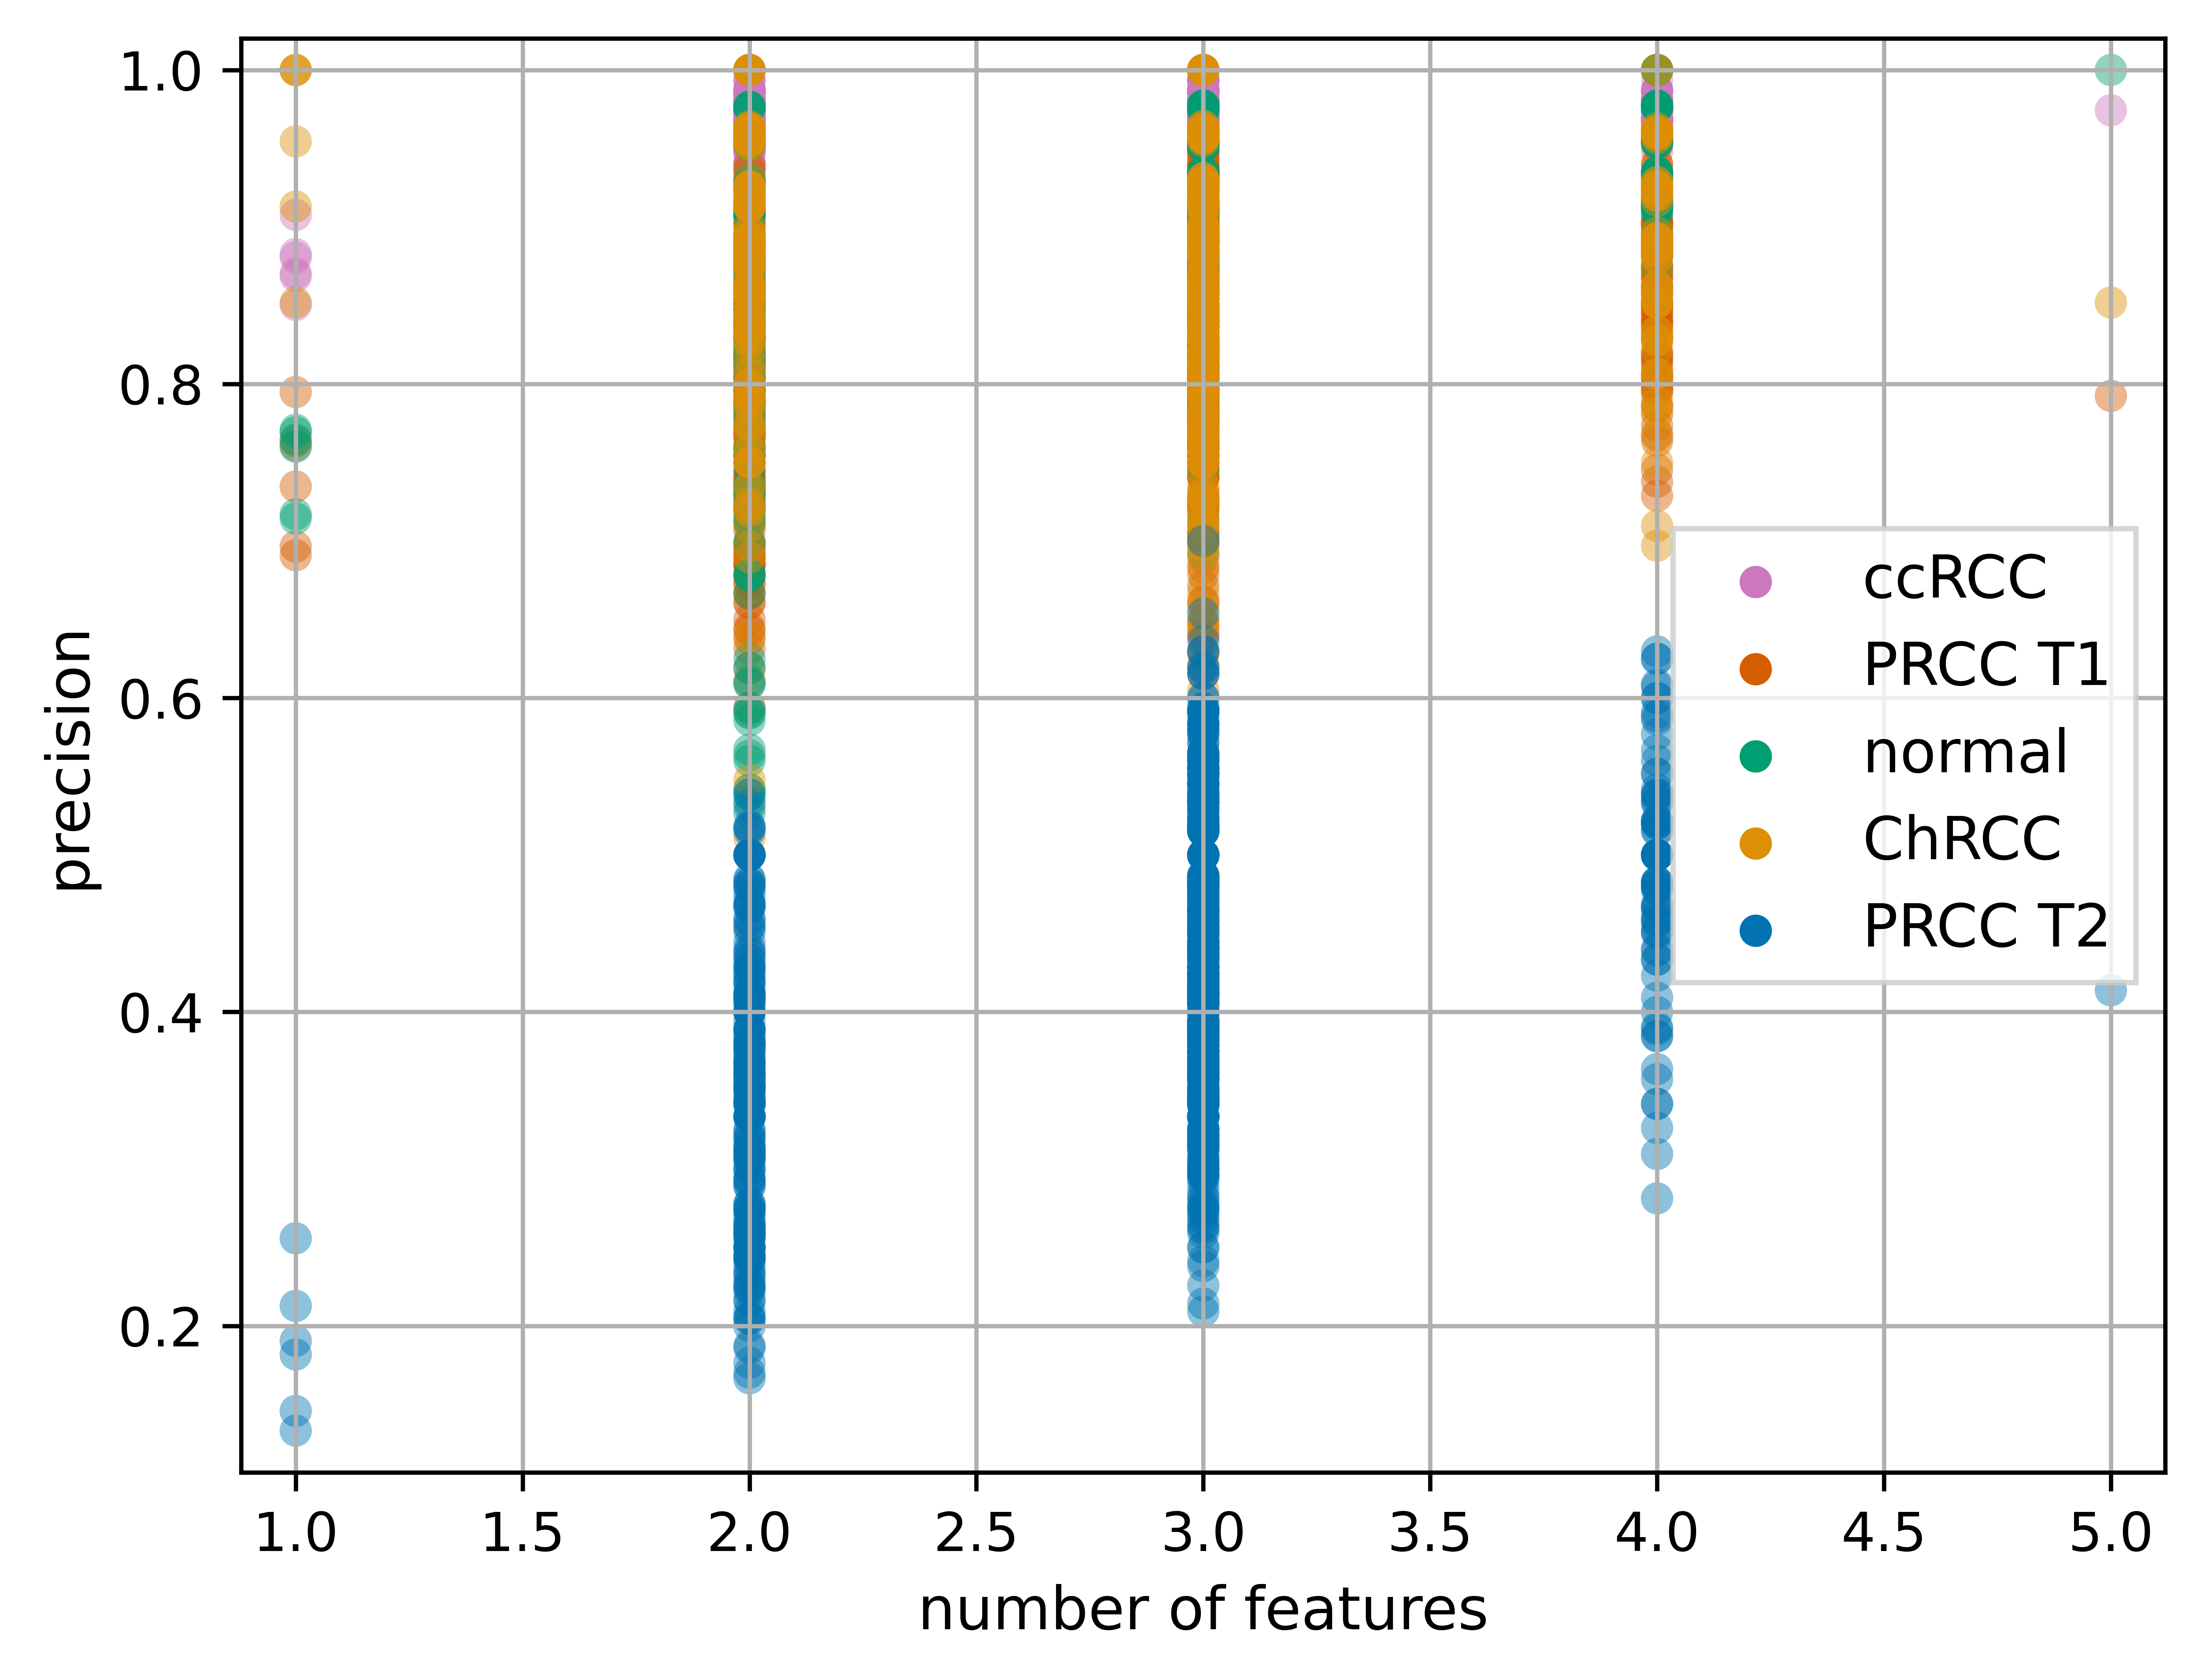 precision
1.0
0.8
0.6
0.4
0.2
ccRCC
PRCC T1
normal
ChRCC
PRCC T2
1.0 1.5 2.0 2.5 3.0 3.5 4.0 4.5 5.0
number of features